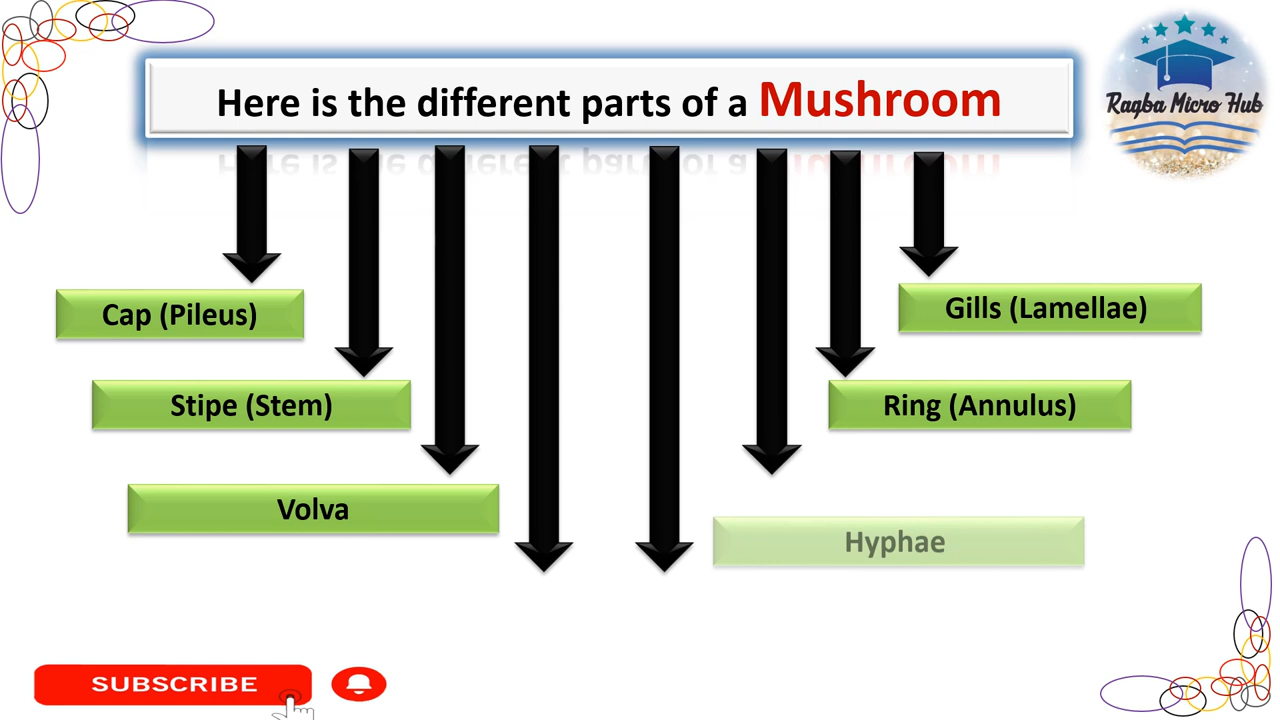 Here is the different parts of a Mushroom
Ragba Micro Hub
Cap (Pileus)
Gills (Lamellae)
Stipe (Stem)
Ring (Annulus)
Volva
Hyphae
SUBSCRIBE